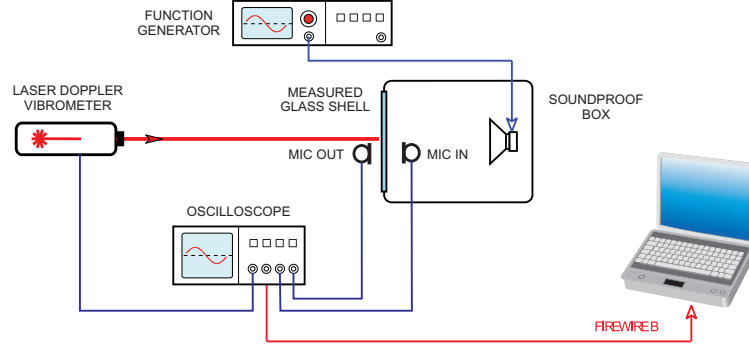 FUNCTION
GENERATOR
LASER DOPPLER
VIBROMETER
MEASURED
GLASS SHELL
SOUNDPROOF
BOX
MIC OUT
MIC IN
OSCILLOSCOPE
FIREWIRE B